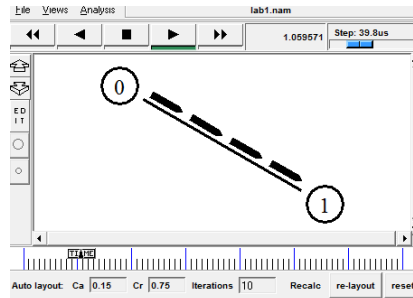 File Views Analysis lab1.nam
1.059571 Step: 39.8us
0
E D
I T
1
TIME
Auto layout: Ca 0.15 Cr 0.75 Iterations 10 Recalc re-layout reset